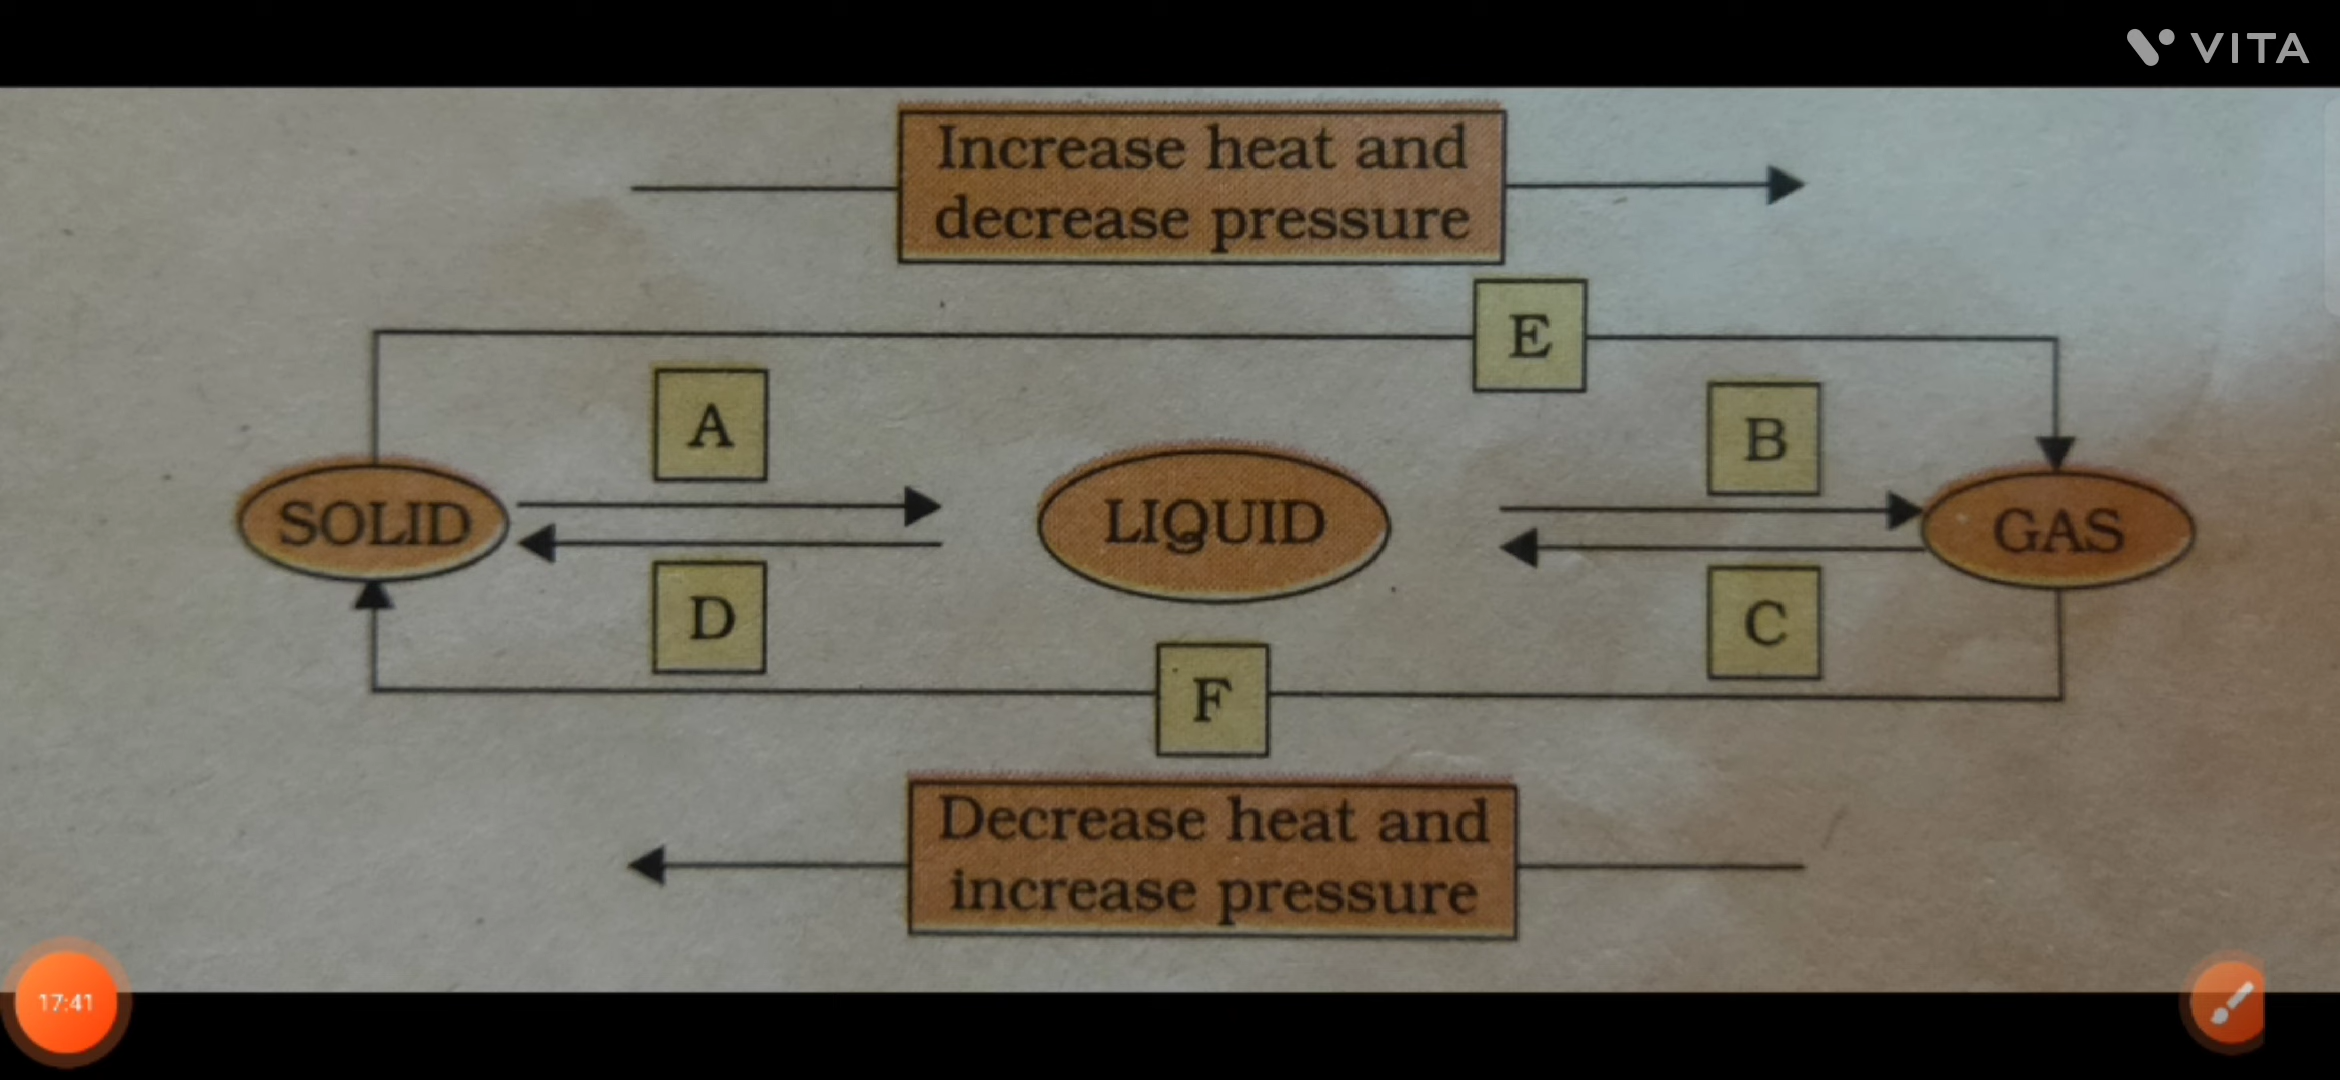 VITA
Increase heat and
decrease pressure
E
A
B
SOLID
LIQUID
GAS
D
C
F
Decrease heat and
increase pressure
17:41